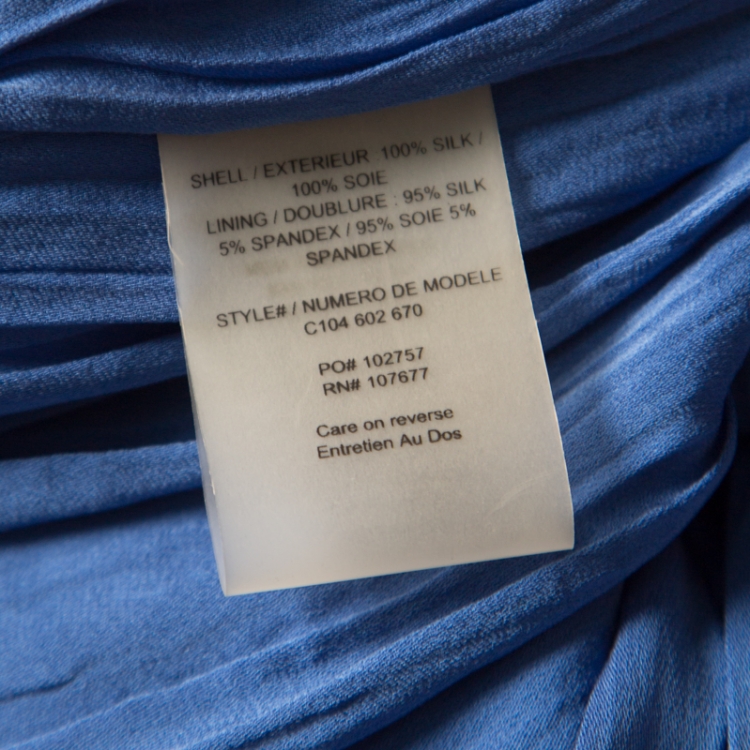 SHELL / EXTERIEUR 100% SILK /
100% SOIE
LINING / DOUBLURE : 95% SILK
5% SPANDEX / 95% SOIE 5%
SPANDEX
STYLE# / NUMERO DE MODELE
C104 602 670
PO# 102757
RN# 107677
Care on reverse
Entretien Au Dos